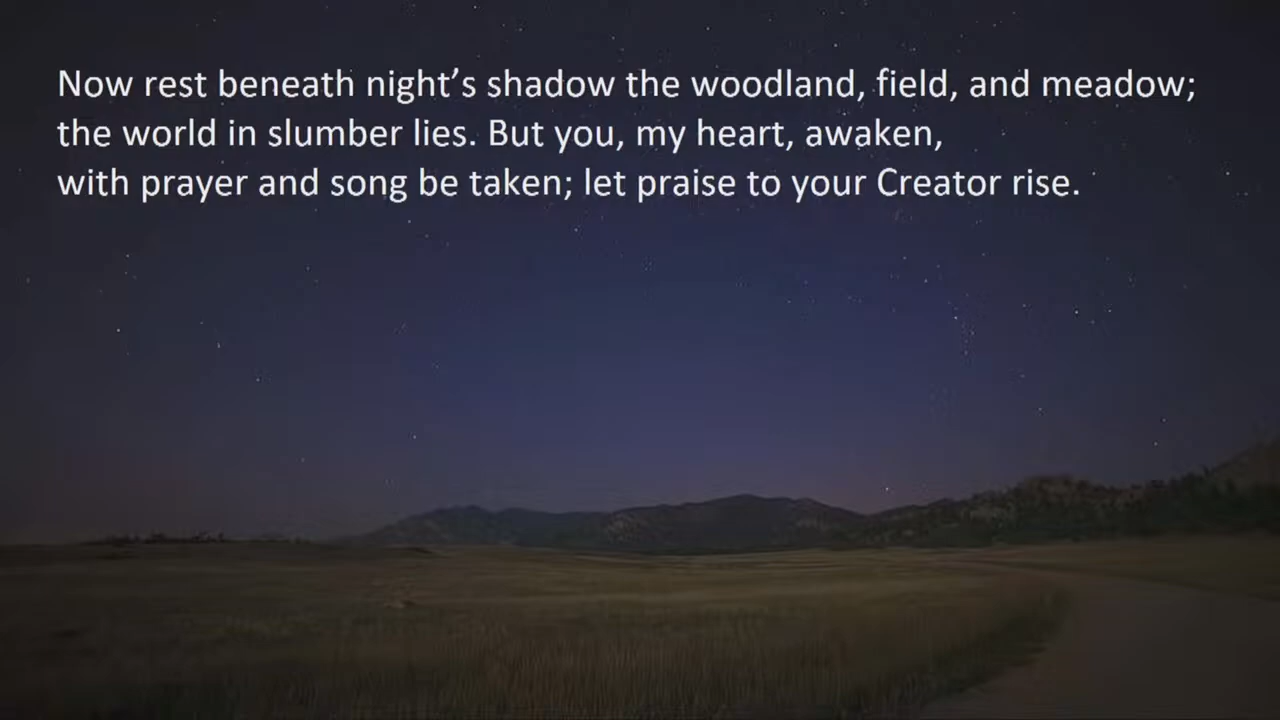 Now rest beneath night’s shadow the woodland, field, and meadow;
the world in slumber lies. But you, my heart, awaken,
with prayer and song be taken; let praise to your Creator rise.